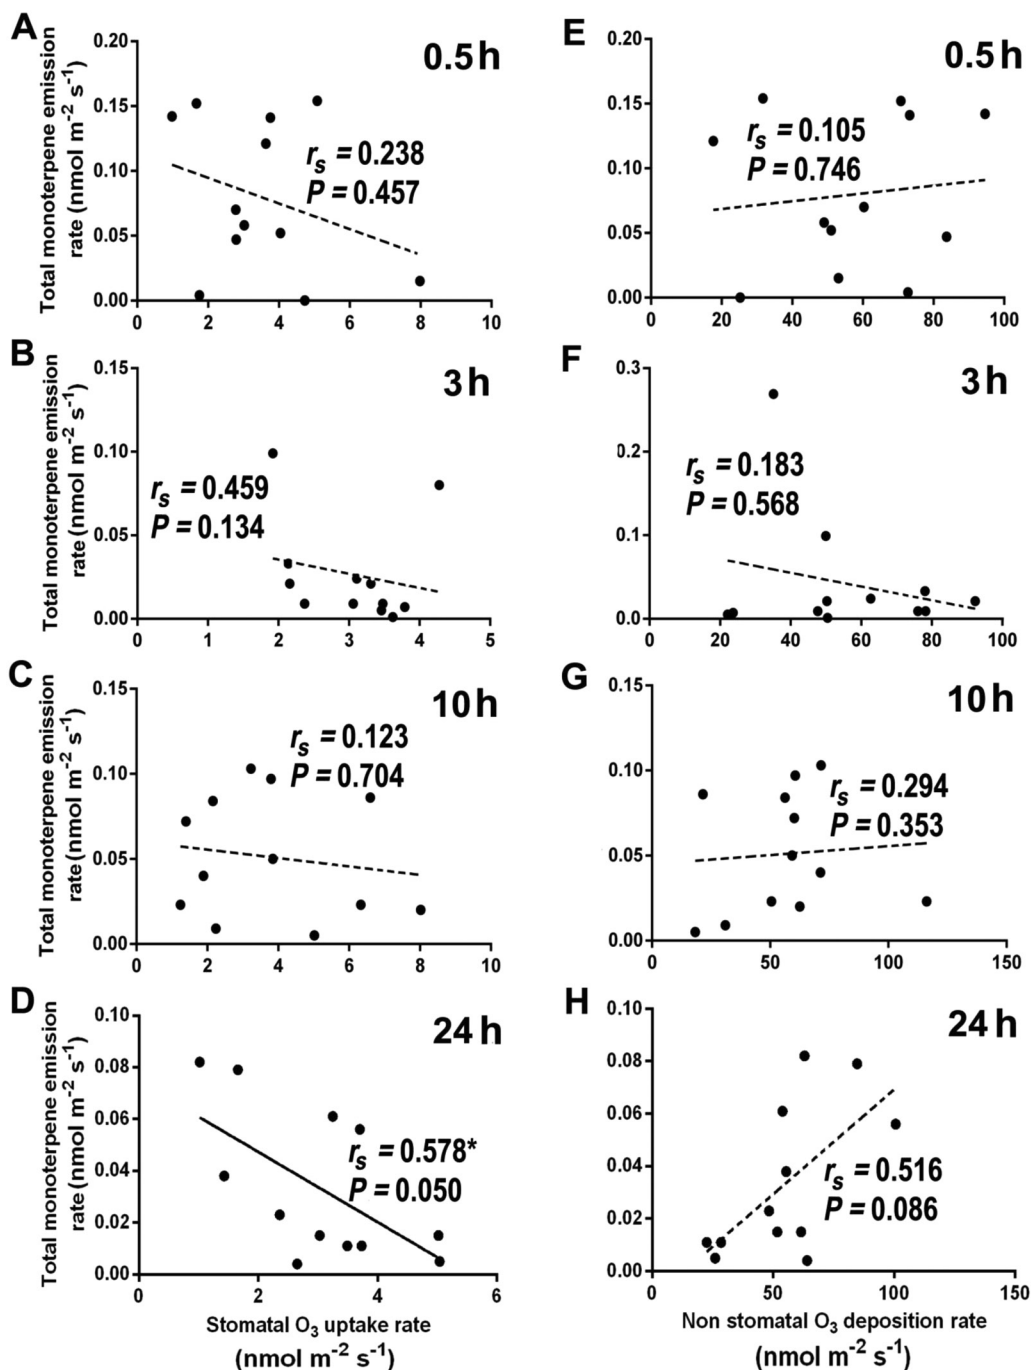 A
0.5 h
Total monoterpene emission
rate (nmol m⁻² s⁻¹)
0.20
0.15
0.10
0.05
0.00
r_s = 0.238
P = 0.457
0 2 4 6 8 10
E
0.5 h
0.20
0.15
0.10
0.05
0.00
r_s = 0.105
P = 0.746
0 20 40 60 80 100
B
3 h
Total monoterpene emission
rate (nmol m⁻² s⁻¹)
0.15
0.10
0.05
0.00
r_s = 0.459
P = 0.134
0 1 2 3 4 5
F
3 h
0.3
0.2
0.1
0.0
r_s = 0.183
P = 0.568
0 20 40 60 80 100
C
10 h
Total monoterpene emission
rate (nmol m⁻² s⁻¹)
0.15
0.10
0.05
0.00
r_s = 0.123
P = 0.704
0 2 4 6 8 10
G
10 h
0.15
0.10
0.05
0.00
r_s = 0.294
P = 0.353
0 50 100 150
D
24 h
Total monoterpene emission
rate (nmol m⁻² s⁻¹)
0.10
0.08
0.06
0.04
0.02
0.00
r_s = 0.578*
P = 0.050
0 2 4 6
Stomatal O₃ uptake rate
(nmol m⁻² s⁻¹)
H
24 h
0.10
0.08
0.06
0.04
0.02
0.00
r_s = 0.516
P = 0.086
0 50 100 150
Non stomatal O₃ deposition rate
(nmol m⁻² s⁻¹)